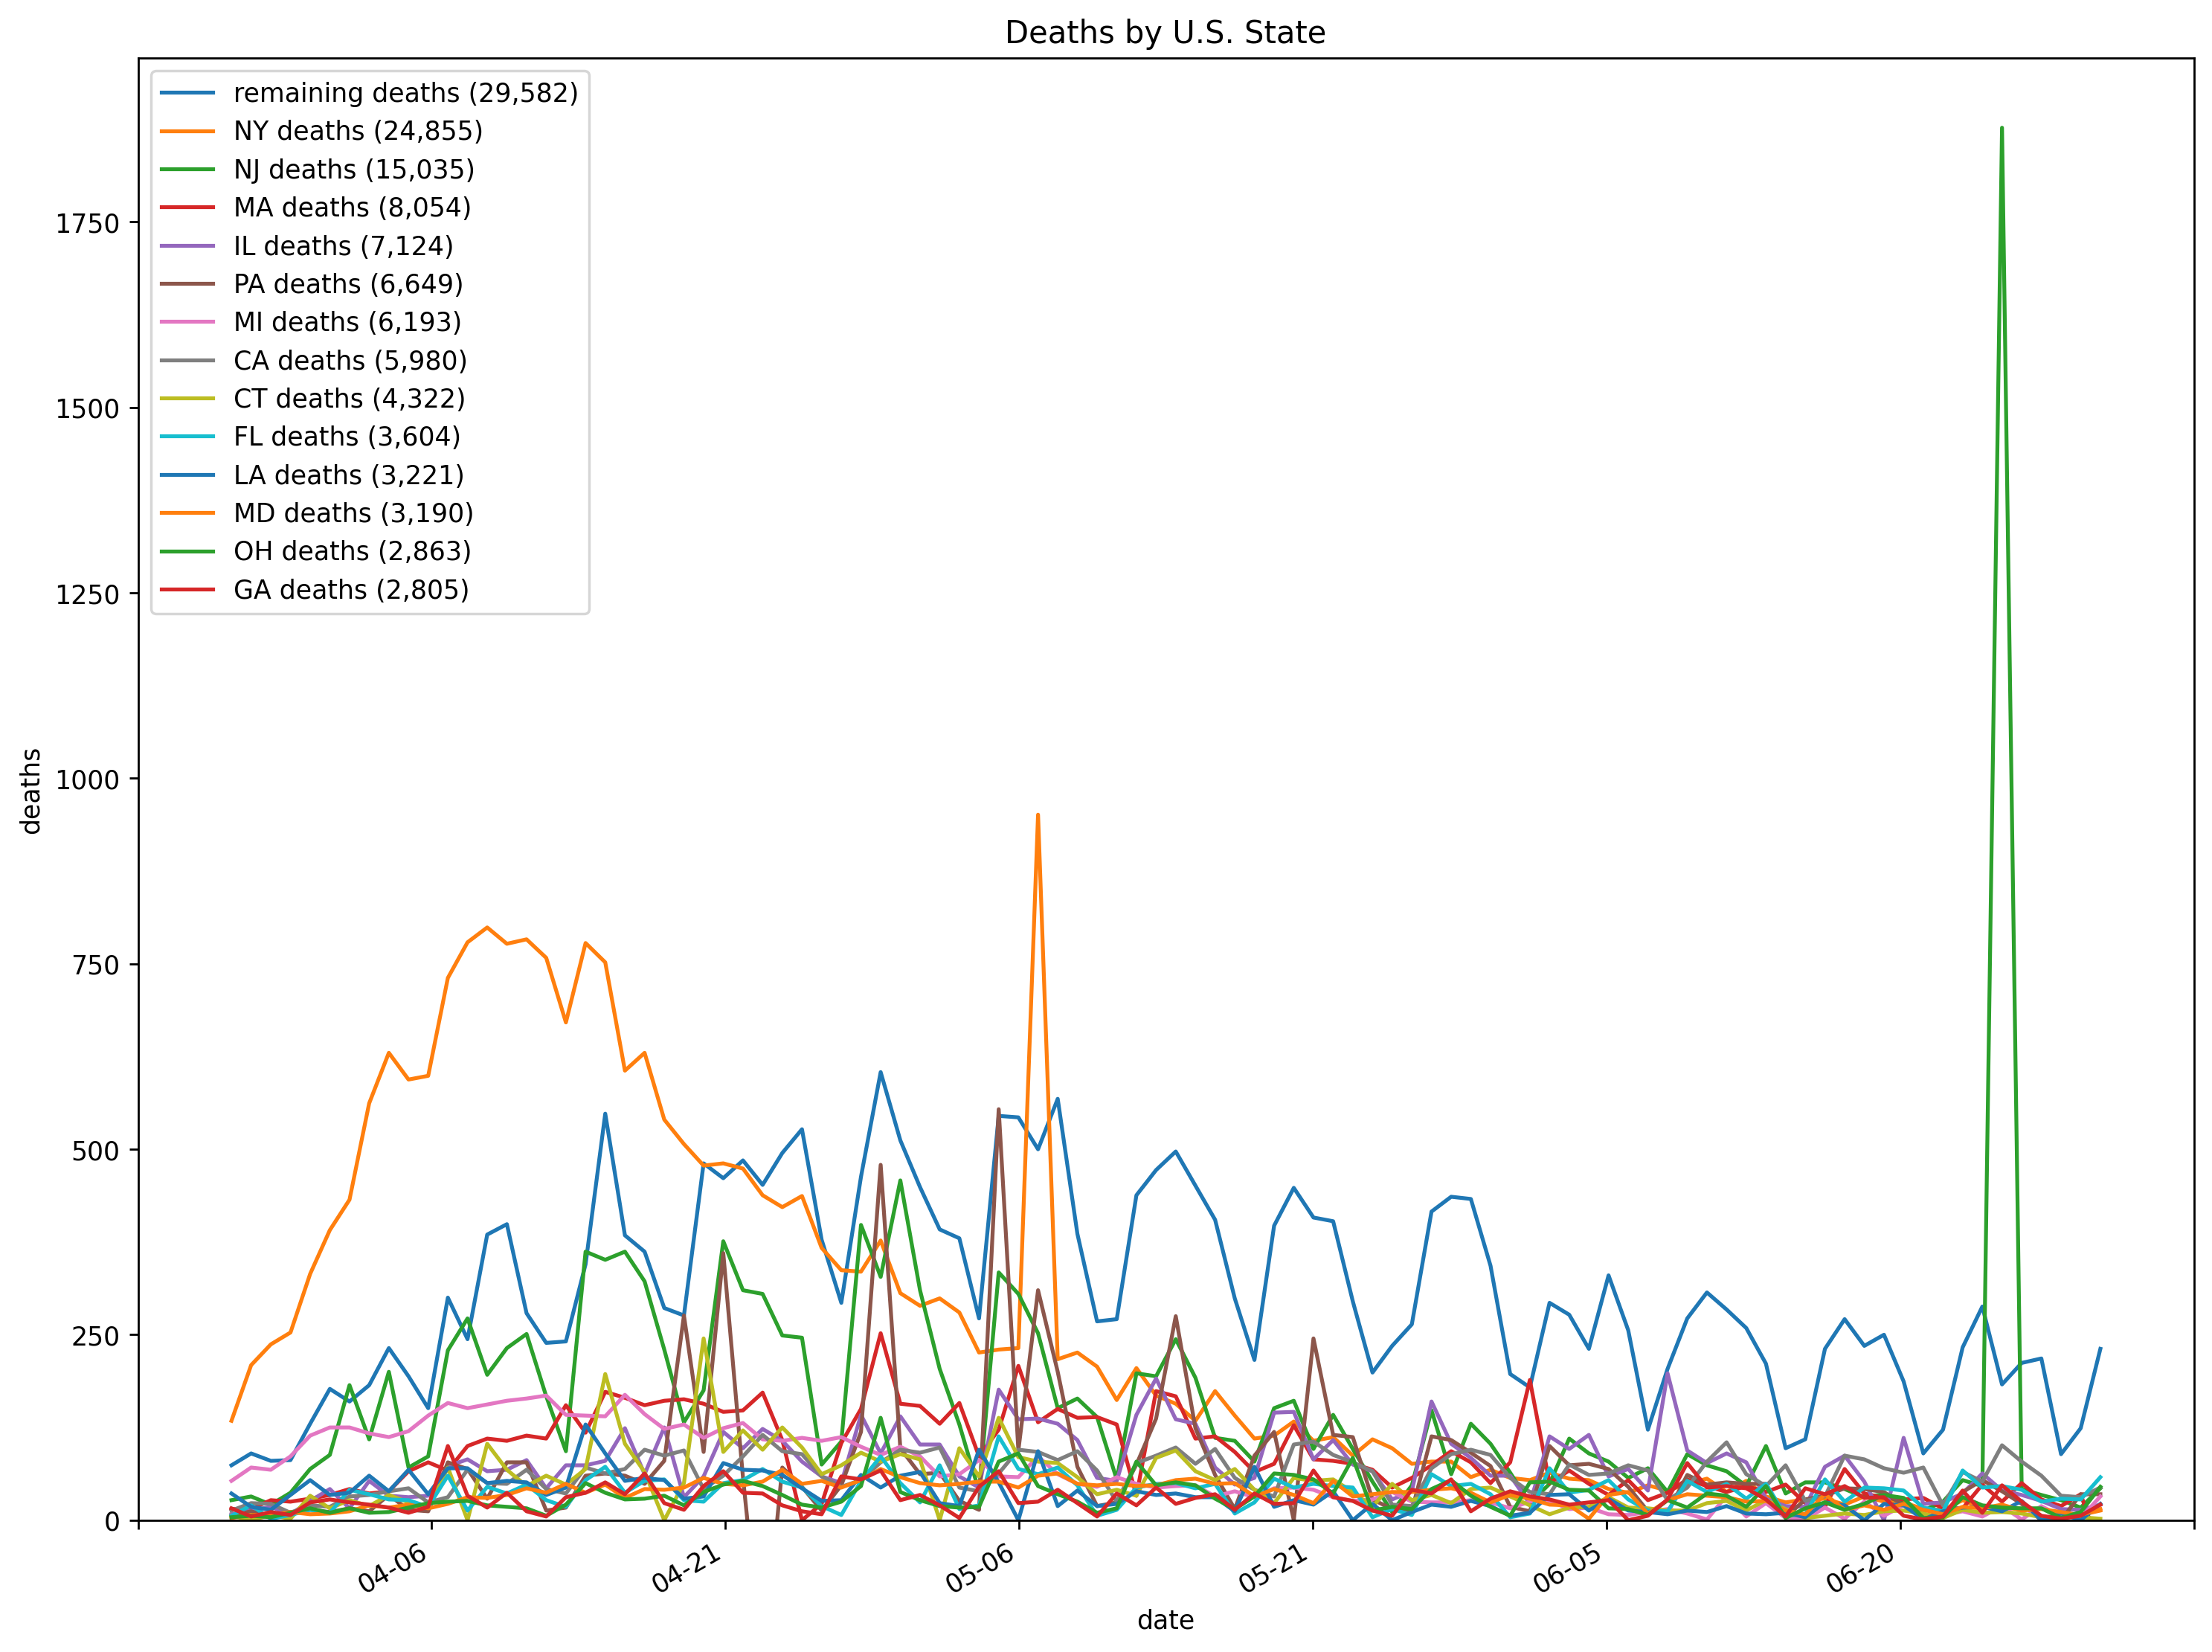 Deaths by U.S. State
remaining deaths (29,582)
NY deaths (24,855)
NJ deaths (15,035)
MA deaths (8,054)
IL deaths (7,124)
PA deaths (6,649)
MI deaths (6,193)
CA deaths (5,980)
CT deaths (4,322)
FL deaths (3,604)
LA deaths (3,221)
MD deaths (3,190)
OH deaths (2,863)
GA deaths (2,805)
1750
1500
1250
1000
750
500
250
0
deaths
04-06
04-21
05-06
05-21
06-05
06-20
date